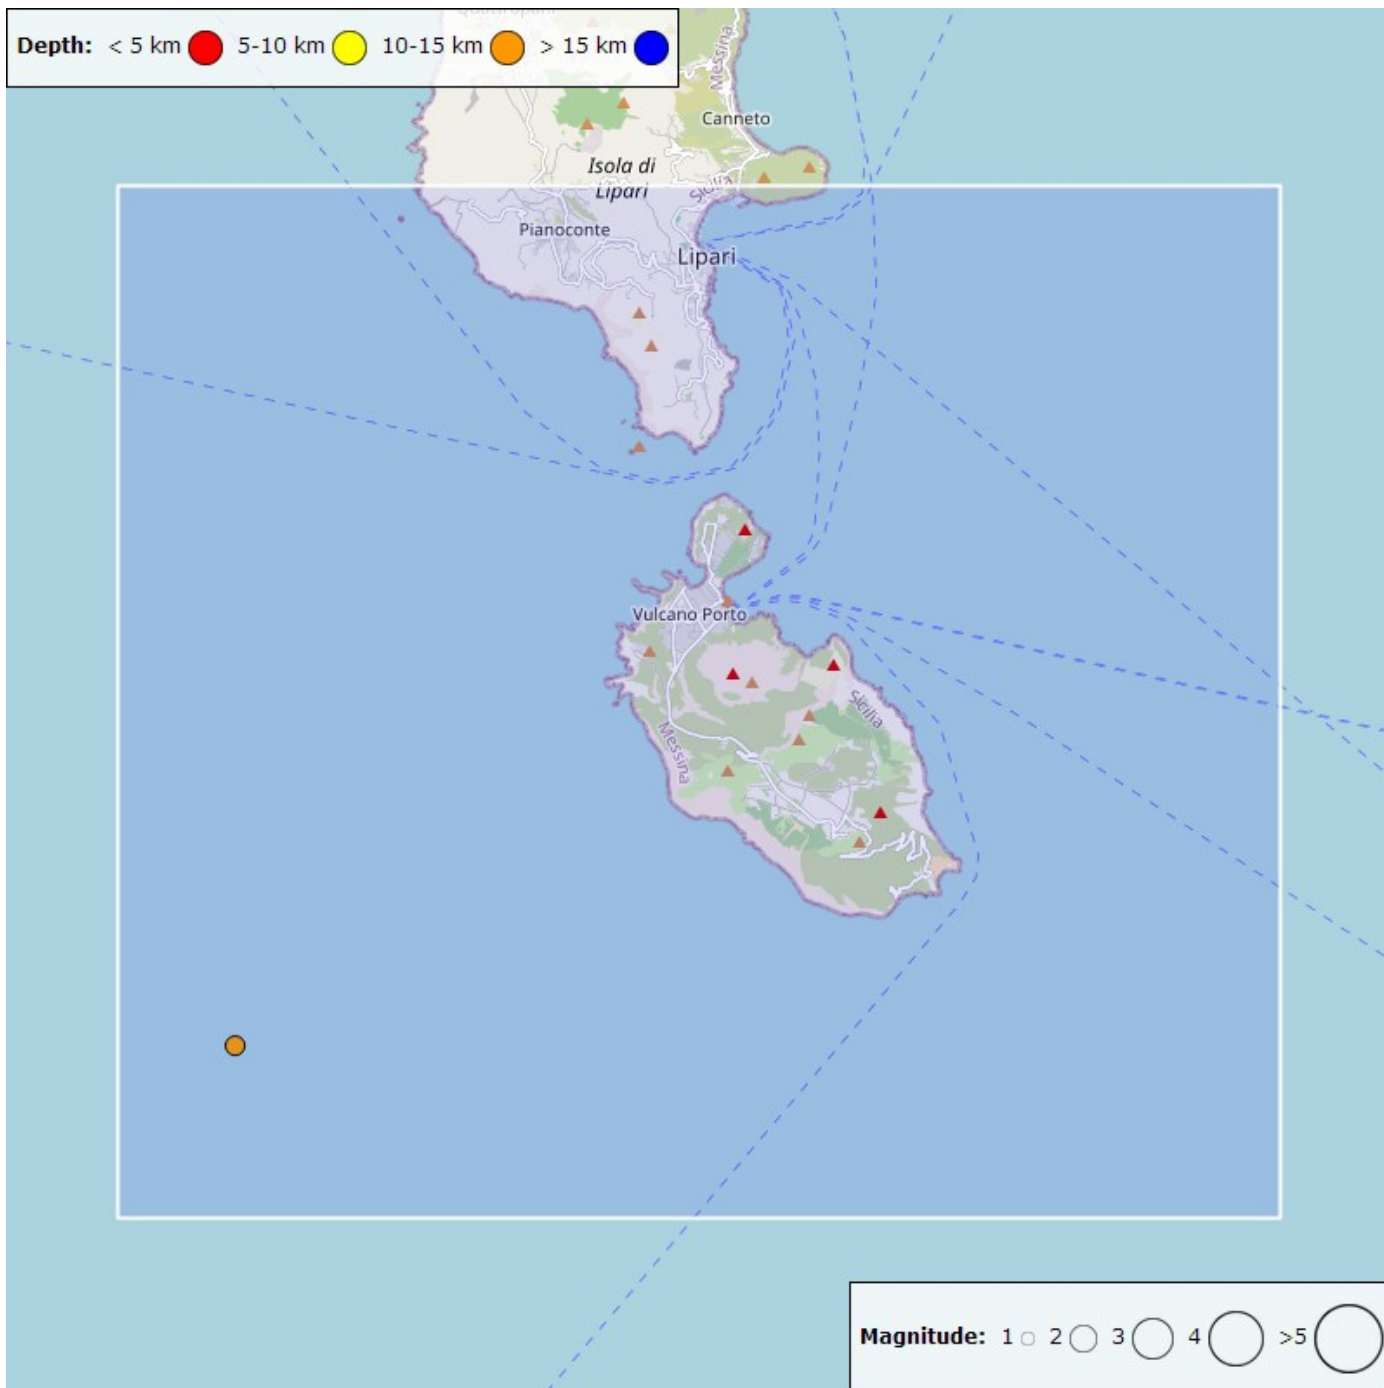 Quattropani
Depth: < 5 km 5-10 km 10-15 km > 15 km
Messina
Canneto
Isola di
Lipari
Sicilia
Pianoconte
Lipari
Vulcano Porto
Sicilia
Messina
Magnitude: 1 2 3 4 >5